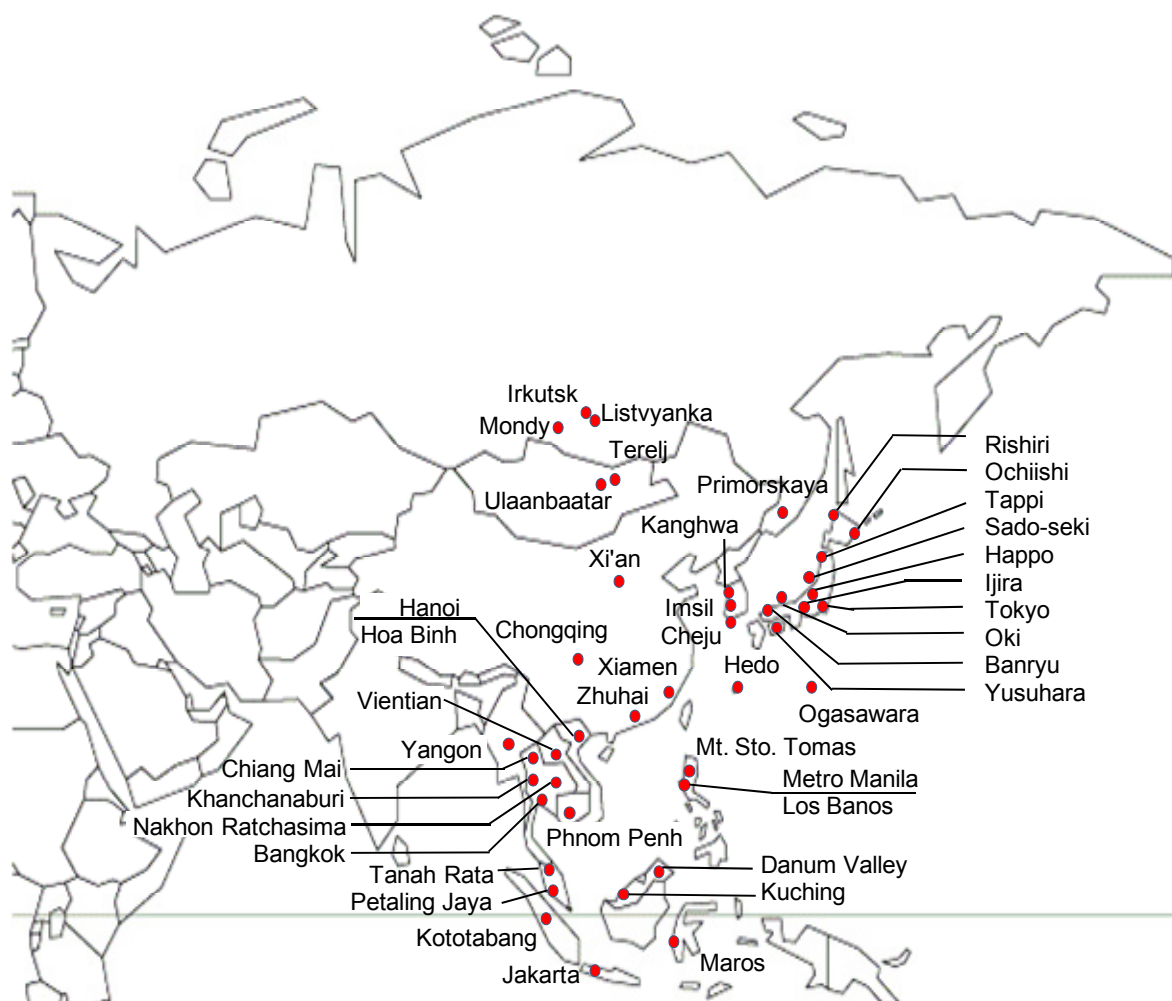 Irkutsk
Listvyanka
Mondy
Terelj
Ulaanbaatar
Primorskaya
Kanghwa
Xi'an
Imsil
Cheju
Rishiri
Ochiishi
Tappi
Sado-seki
Happo
Ijira
Tokyo
Oki
Banryu
Yusuhara
Hanoi
Hoa Binh
Chongqing
Xiamen
Zhuhai
Hedo
Ogasawara
Vientian
Yangon
Chiang Mai
Khanchanaburi
Nakhon Ratchasima
Bangkok
Phnom Penh
Mt. Sto. Tomas
Metro Manila
Los Banos
Tanah Rata
Petaling Jaya
Danum Valley
Kuching
Kototabang
Jakarta
Maros